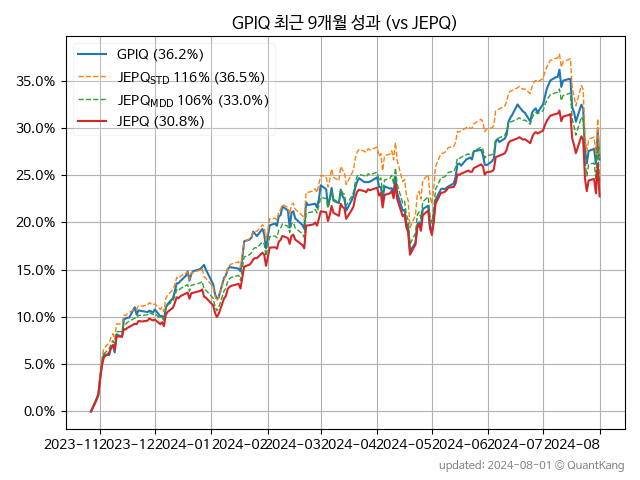 GPIQ 최근 9개월 성과 (vs JEPQ)
GPIQ (36.2%)
JEPQSTD 116% (36.5%)
JEPQMDD 106% (33.0%)
JEPQ (30.8%)
35.0%
30.0%
25.0%
20.0%
15.0%
10.0%
5.0%
0.0%
2023-11 2023-12 2024-01 2024-02 2024-03 2024-04 2024-05 2024-06 2024-07 2024-08
updated: 2024-08-01 © QuantKang